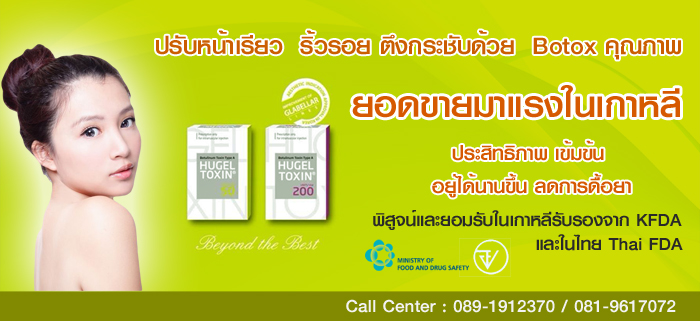 ปรับหน้าเรียว ริ้วรอย ตึงกระชับด้วย Botox คุณภาพ
ยอดขายมาแรงในเกาหลี
ประสิทธิภาพ เข้มข้น
อยู่ได้นานขึ้น ลดการดื้อยา
พิสูจน์และยอมรับในเกาหลีรับรองจาก KFDA
และในไทย Thai FDA
MINISTRY OF
FOOD AND DRUG SAFETY
GLABELLAR
Botulinum Toxin Type A
HUGEL
TOXIN®
Botulinum Toxin Type A
HUGEL
TOXIN®
200
Beyond the Best
Call Center : 089-1912370 / 081-9617072